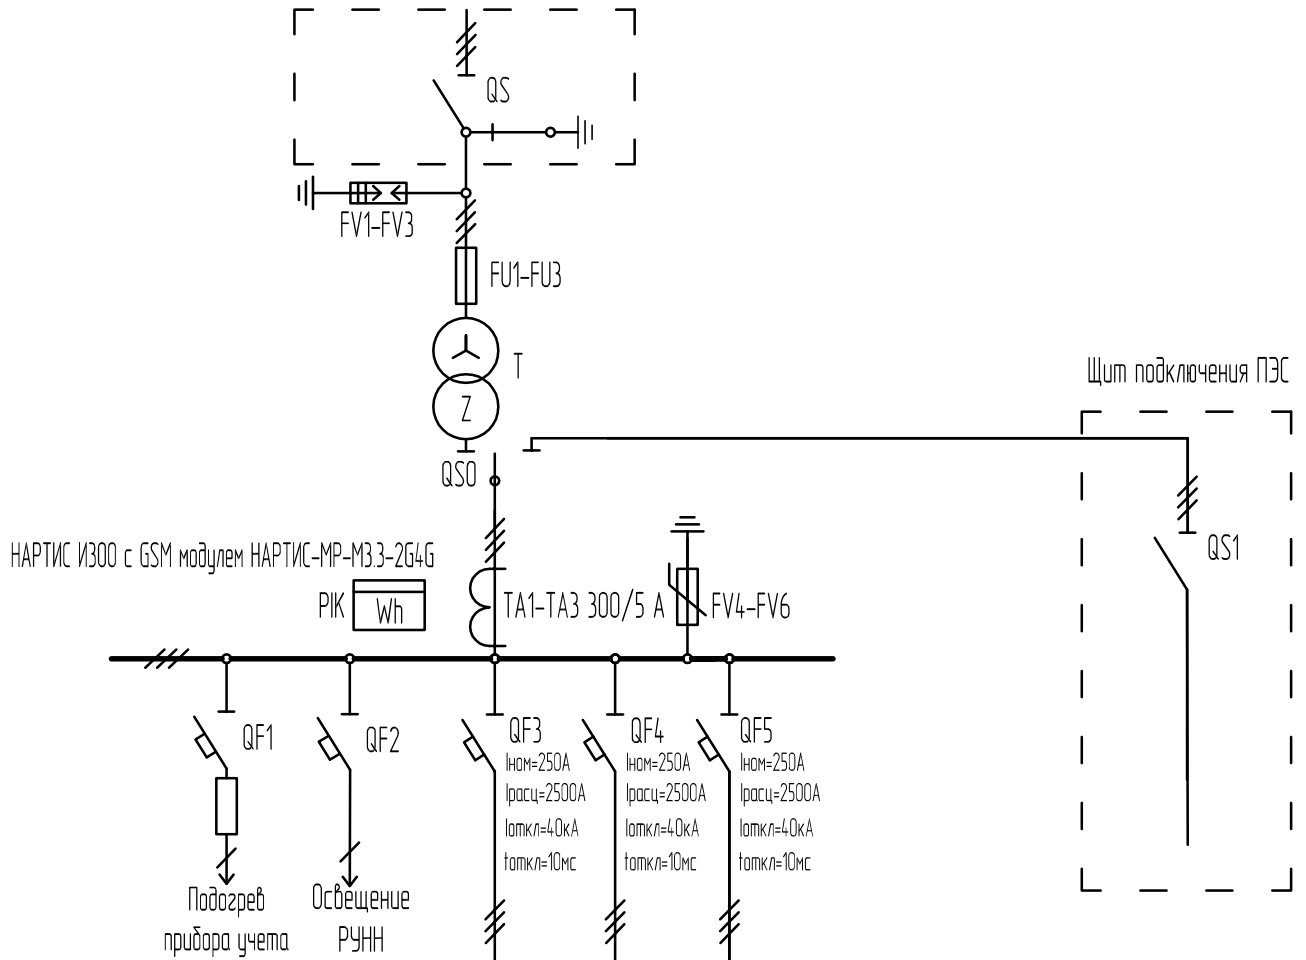 QS
FV1-FV3
FU1-FU3
T
Z
Щит подключения ПЭС
QS0
QS1
НАРТИС И300 с GSM модулем НАРТИС-МР-М3.3-2G4G
PIK
Wh
TA1-TA3 300/5 А
FV4-FV6
QF1
QF2
QF3
Iном=250А
Iрасц=2500А
Iоткл=40кА
tоткл=10мс
QF4
Iном=250А
Iрасц=2500А
Iоткл=40кА
tоткл=10мс
QF5
Iном=250А
Iрасц=2500А
Iоткл=40кА
tоткл=10мс
Подогрев
прибора учета
Освещение
РУНН